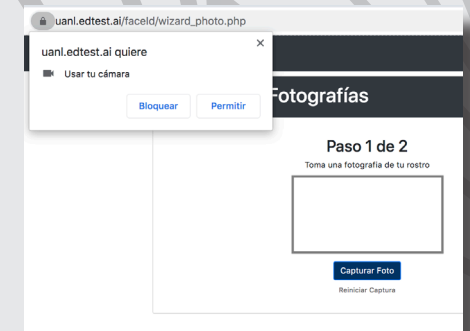 uanl.edtest.ai/faceId/wizard_photo.php
uanl.edtest.ai quiere
Usar tu cámara
Bloquear
Permitir
Fotografías
Paso 1 de 2
Toma una fotografia de tu rostro
Capturar Foto
Reiniciar Captura